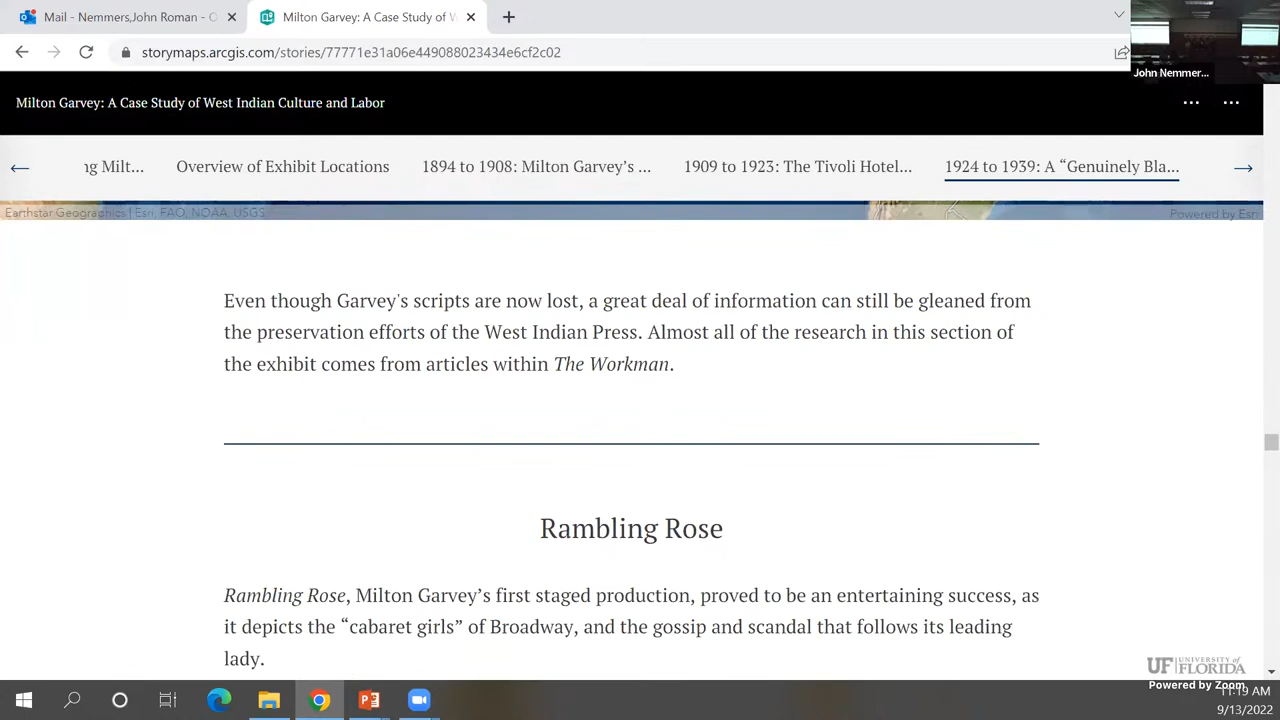 Mail - Nemmers,John Roman - O
Milton Garvey: A Case Study of W
storymaps.arcgis.com/stories/77771e31a06e449088023434e6cf2c02
John Nemmer...
Milton Garvey: A Case Study of West Indian Culture and Labor
ng Milt...
Overview of Exhibit Locations
1894 to 1908: Milton Garvey’s ...
1909 to 1923: The Tivoli Hotel...
1924 to 1939: A “Genuinely Bla...
Earthstar Geographics | Esri, FAO, NOAA, USGS
Powered by Esri
Even though Garvey's scripts are now lost, a great deal of information can still be gleaned from
the preservation efforts of the West Indian Press. Almost all of the research in this section of
the exhibit comes from articles within The Workman.
Rambling Rose
Rambling Rose, Milton Garvey’s first staged production, proved to be an entertaining success, as
it depicts the “cabaret girls” of Broadway, and the gossip and scandal that follows its leading
lady.
UF UNIVERSITY of FLORIDA
Powered by Zoom
11:19 AM
9/13/2022